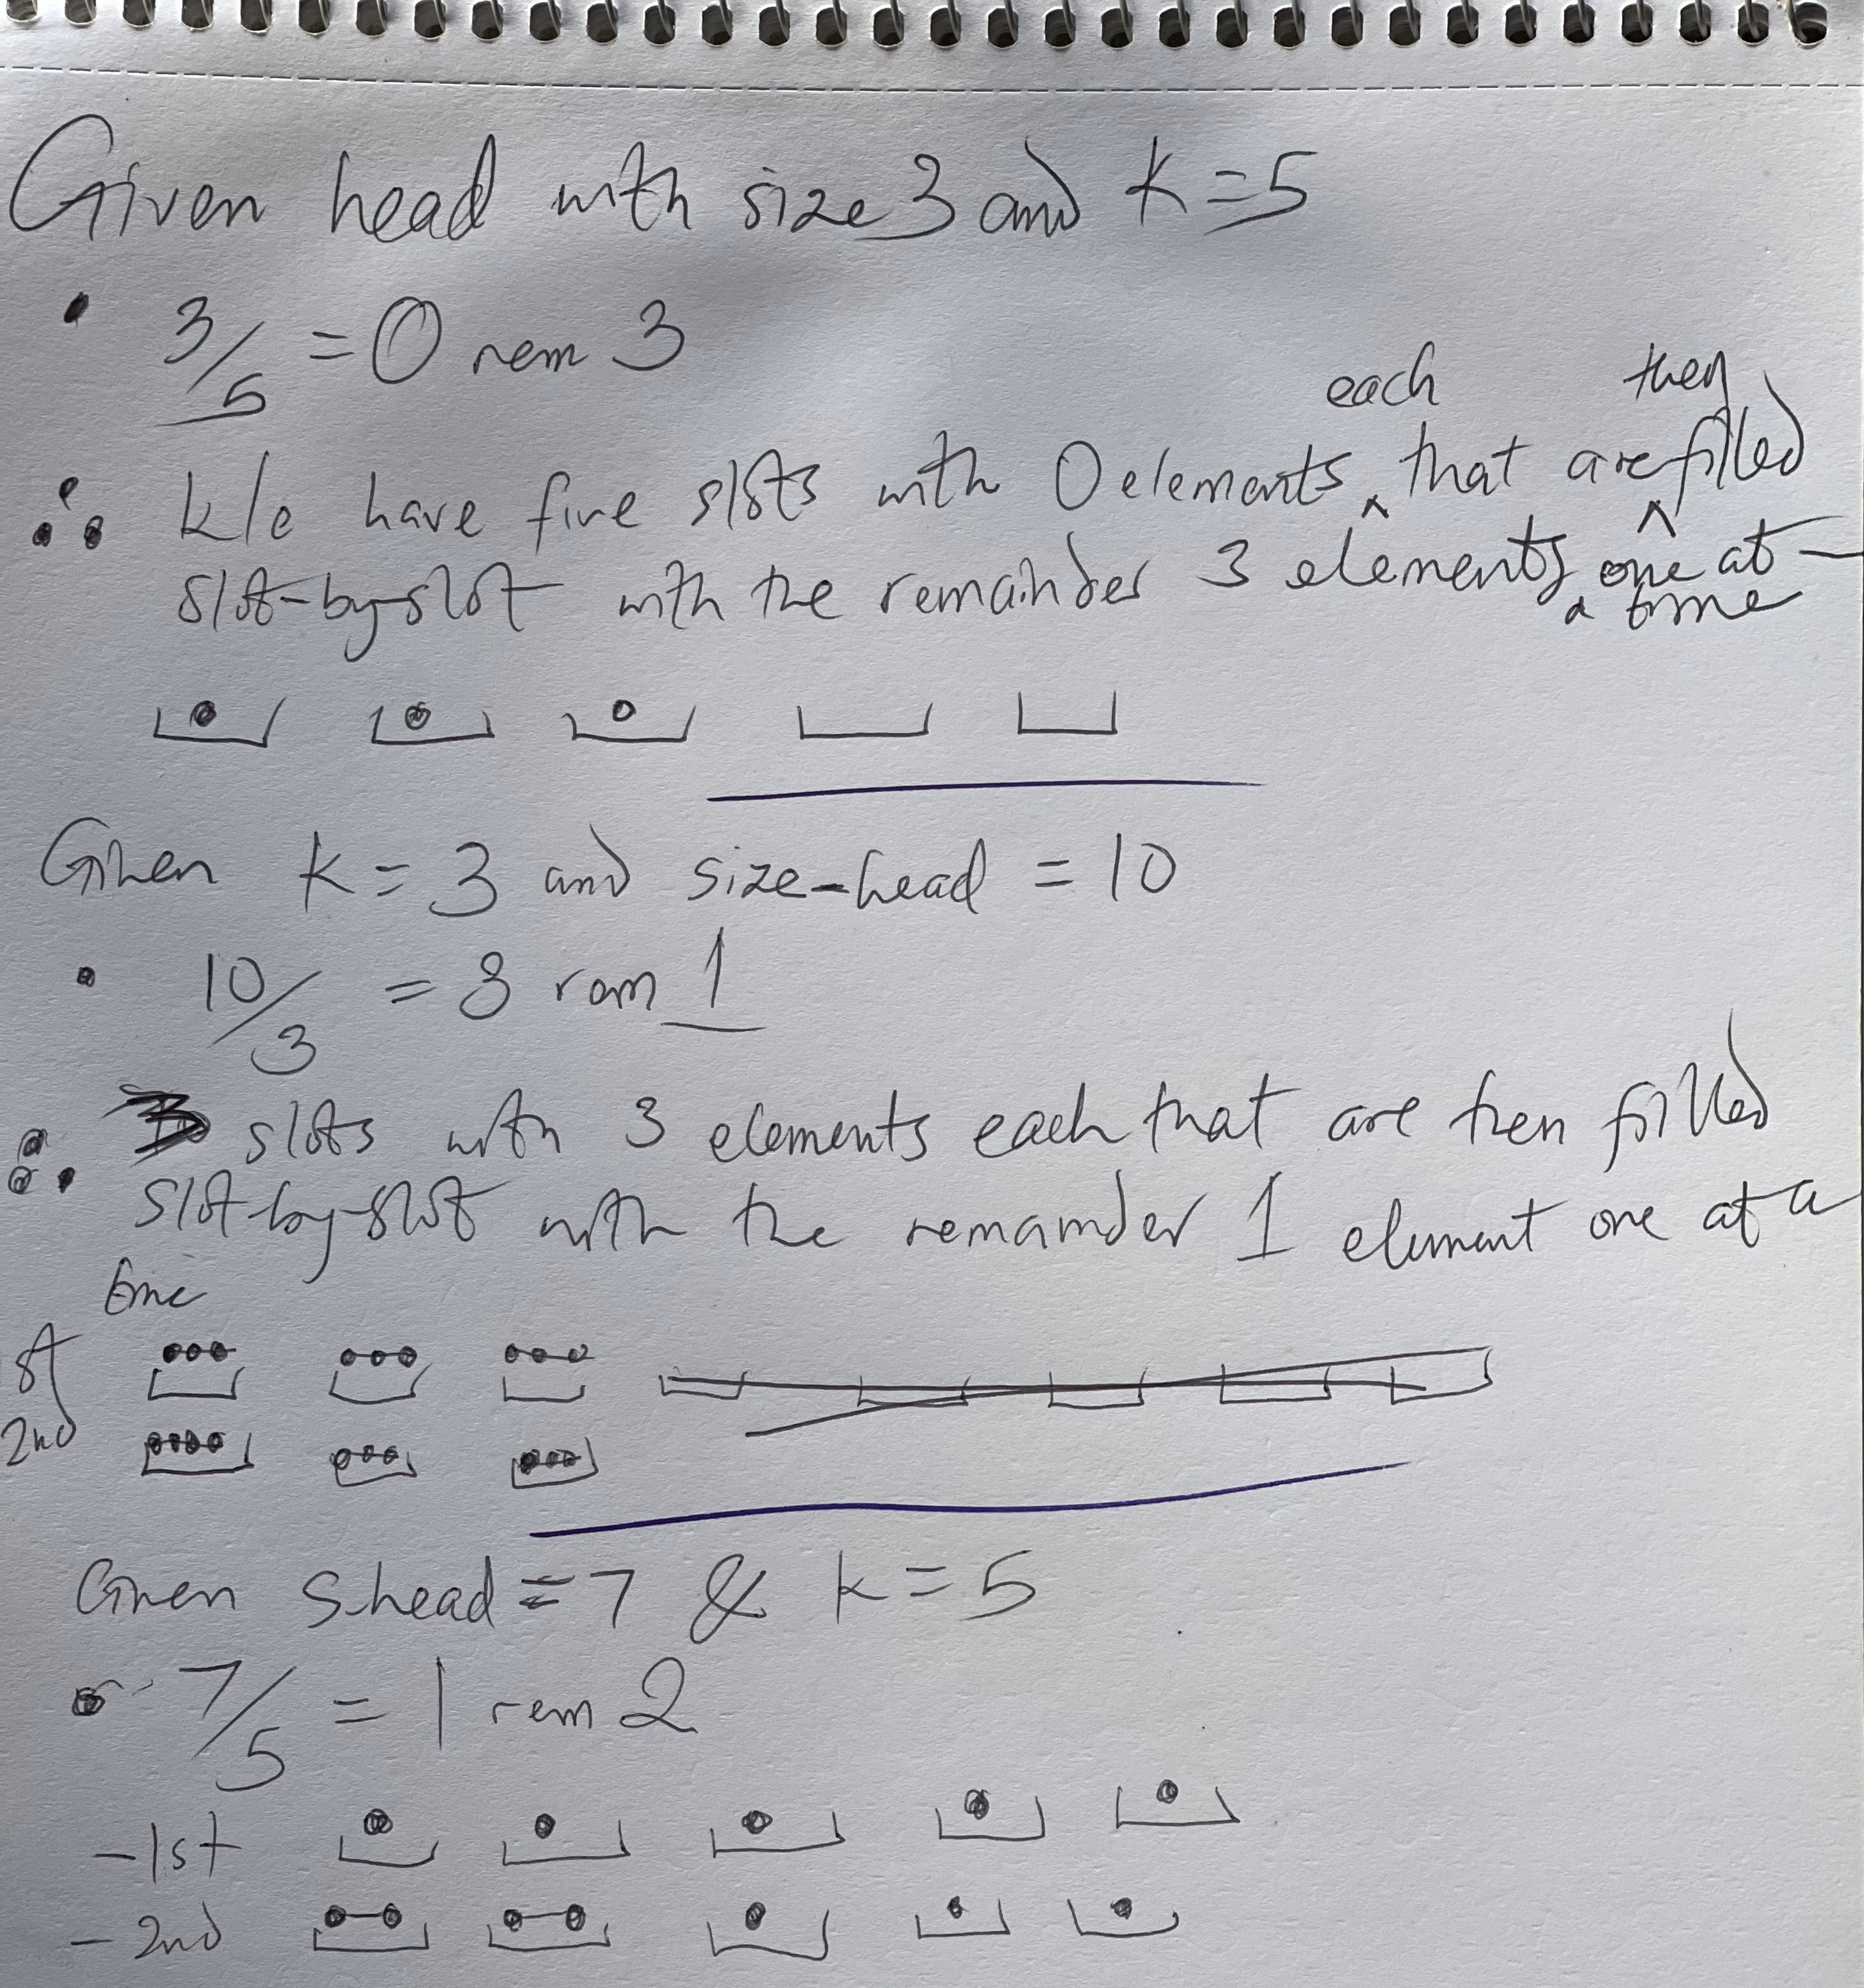 Given head with size 3 and K=5
3/5 = 0 rem 3
each then
∴ We have five slots with 0 elements ^ that are ^ filled
slot-by-slot with the remainder 3 elements ^ one at
a time
Given K = 3 and size-head = 10
10/3 = 3 rem 1
∴ slots with 3 elements each that are then filled
slot-by-slot with the remainder 1 element one at a
time
1st
2nd
Given s-head = 7 & k = 5
7/5 = 1 rem 2
- 1st
- 2nd